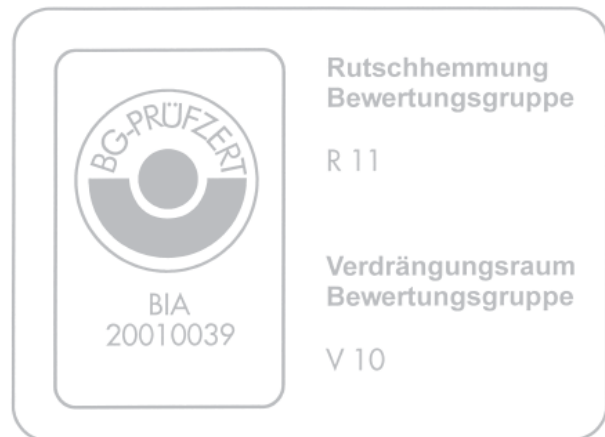 BG-PRÜFZERT
BIA
20010039
Rutschhemmung
Bewertungsgruppe
R 11
Verdrängungsraum
Bewertungsgruppe
V 10